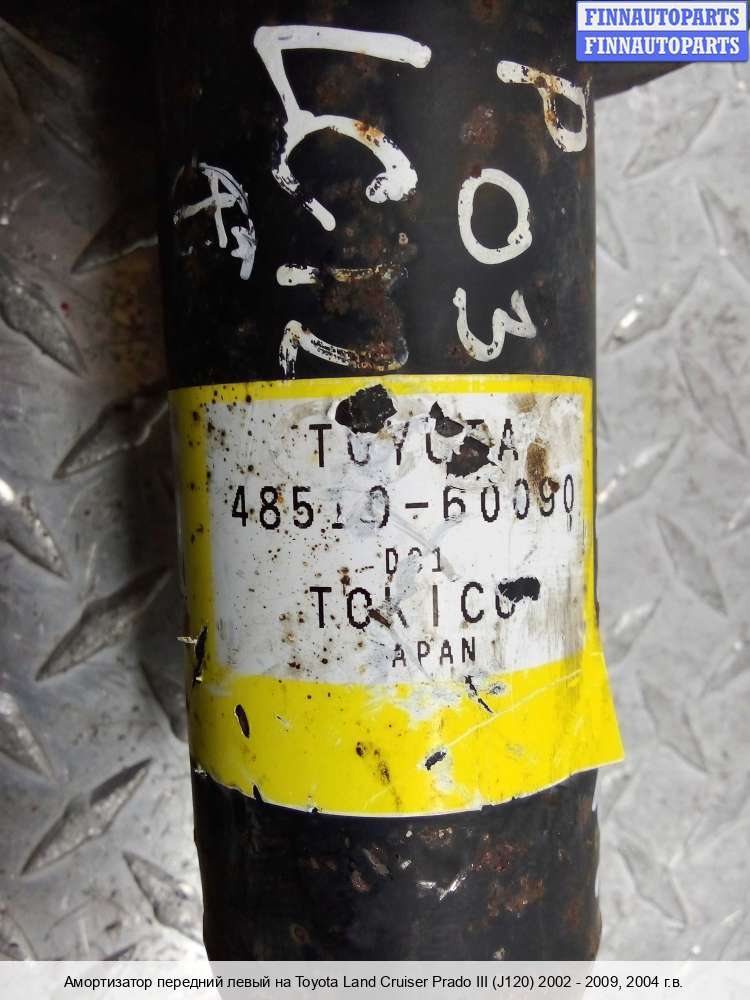 FINNAUTOPARTS
FINNAUTOPARTS
P03
TOYOTA
48510-60090
TOKICO
JAPAN
Амортизатор передний левый на Toyota Land Cruiser Prado III (J120) 2002 - 2009, 2004 г.в.